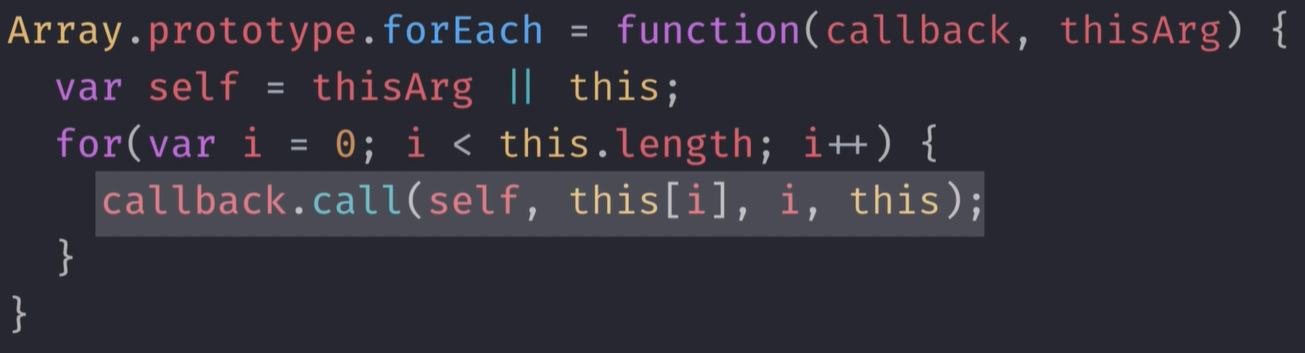 Array.prototype.forEach = function(callback, thisArg) {
  var self = thisArg || this;
  for(var i = 0; i < this.length; i++) {
    callback.call(self, this[i], i, this);
  }
}